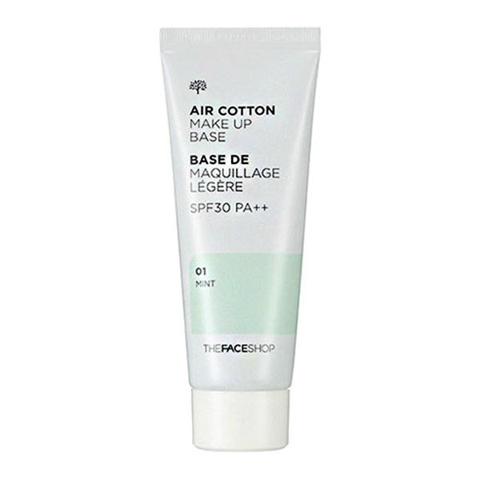 AIR COTTON
MAKE UP
BASE
BASE DE
MAQUILLAGE
LÉGÈRE
SPF30 PA++
01
MINT
THEFACESHOP